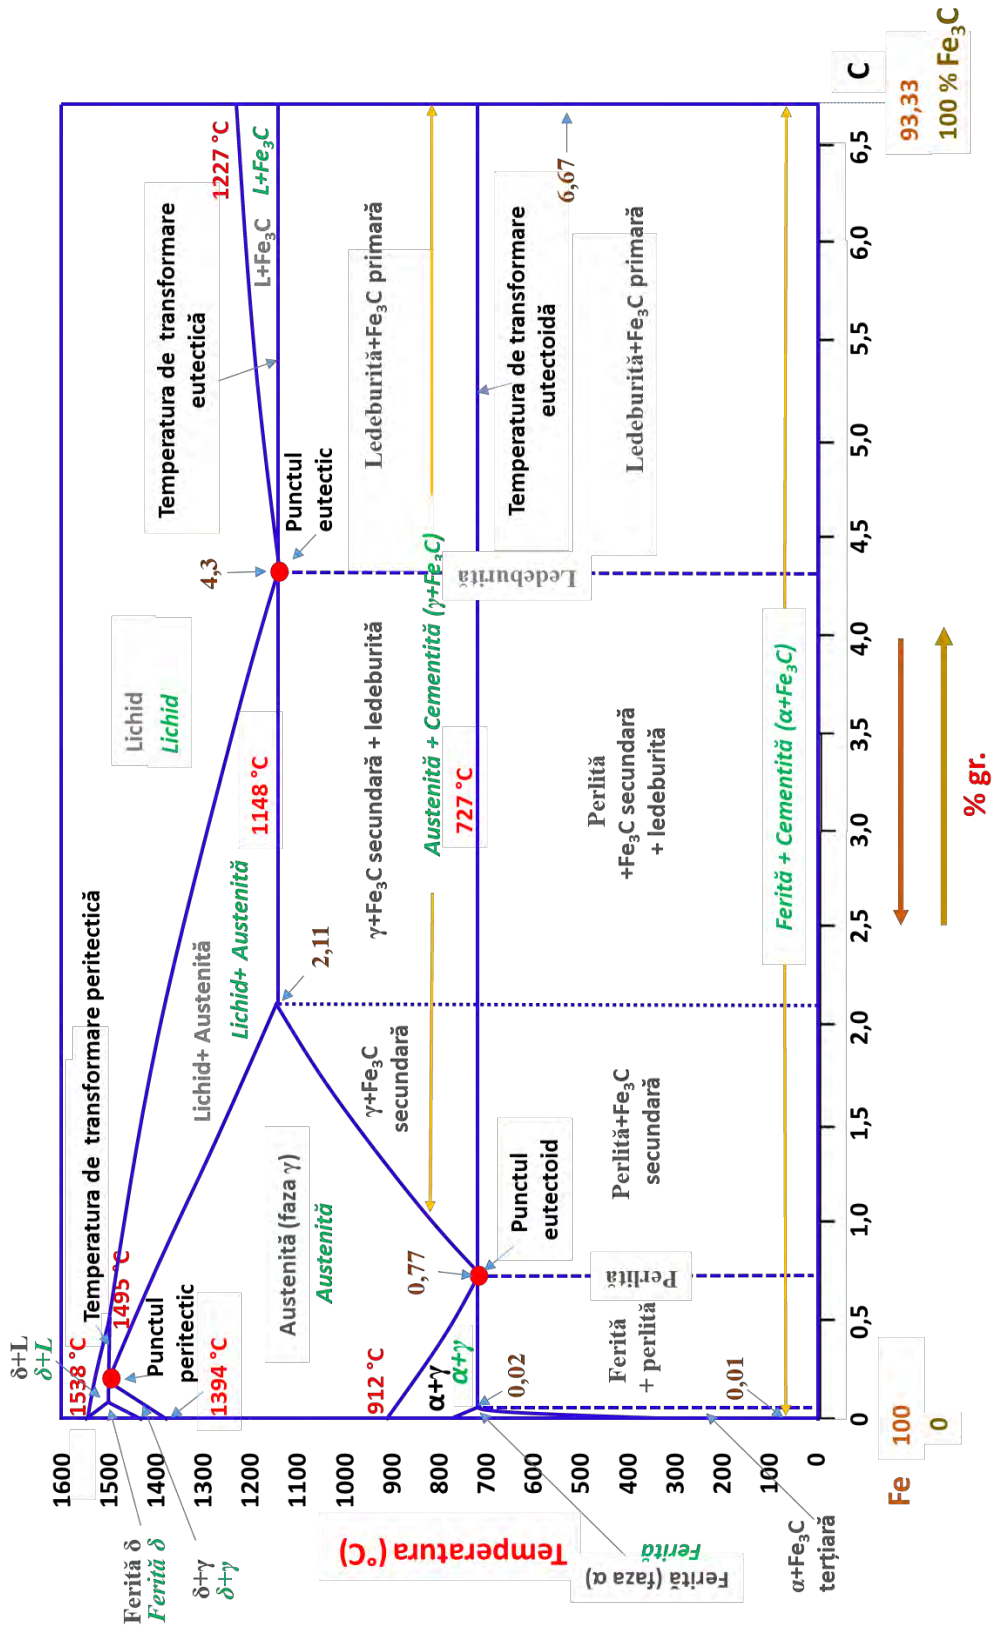 δ+L
δ+L
1538 °C
Temperatura de transformare peritectică
1495 °C
Punctul
peritectic
1394 °C
Ferită δ
Ferită δ
δ+γ
δ+γ
Lichid
Lichid
4,3
Punctul
eutectic
Temperatura de transformare
eutectică
1227 °C
L+Fe₃C
L+Fe₃C
Lichid+ Austenită
Lichid+ Austenită
1148 °C
2,11
Austenită (faza γ)
Austenită
912 °C
α+γ
α+γ
0,77
γ+Fe₃C
secundară
γ+Fe₃C secundară + ledeburită
Austenită + Cementită (γ+Fe₃C)
Ledeburită+Fe₃C primară
727 °C
Ledeburită
Temperatura de transformare
eutectoidă
6,67
Punctul
eutectoid
0,02
Ferită
+ perlită
Perlită
Perlită+Fe₃C
secundară
Perlită
+Fe₃C secundară
+ ledeburită
Ledeburită+Fe₃C primară
0,01
Ferită + Cementită (α+Fe₃C)
Temperatura (°C)
Ferită (faza α)
Ferită
α+Fe₃C
terțiară
1600
1500
1400
1300
1200
1100
1000
900
800
700
600
500
400
300
200
100
0
0
0,5
1,0
1,5
2,0
2,5
3,0
3,5
4,0
4,5
5,0
5,5
6,0
6,5
C
Fe
100
93,33
0
100 % Fe₃C
% gr.